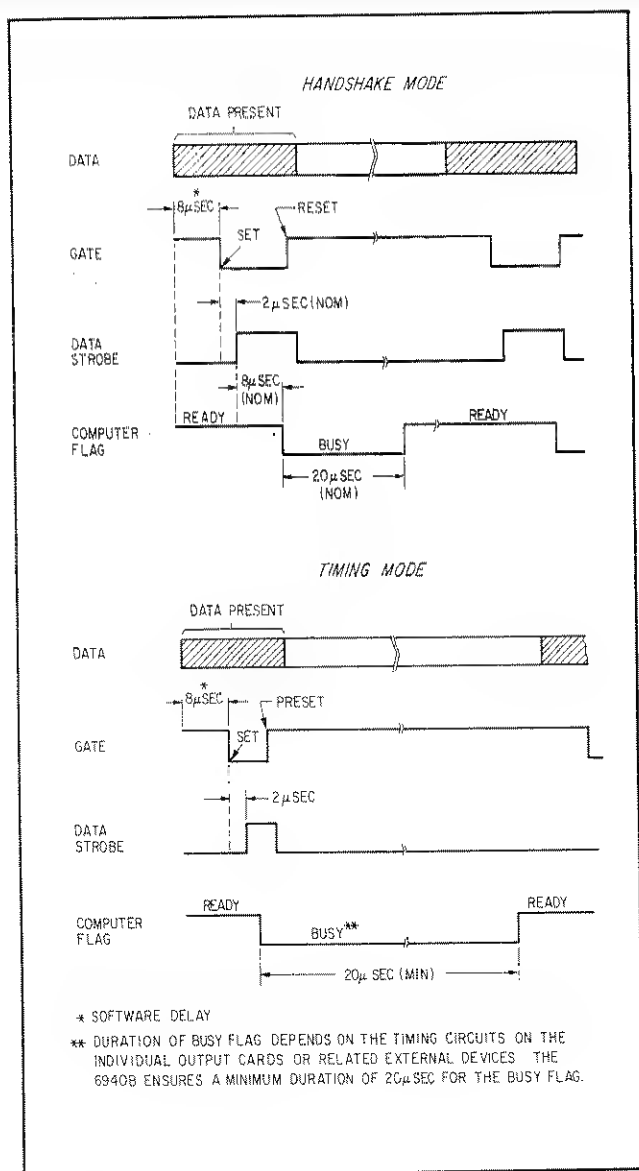 HANDSHAKE MODE
DATA PRESENT
DATA
*
8μSEC
RESET
SET
GATE
2μSEC (NOM)
DATA
STROBE
8μSEC
(NOM)
READY
READY
COMPUTER
FLAG
BUSY
20μSEC
(NOM)
TIMING MODE
DATA PRESENT
DATA
*
8μSEC
PRESET
SET
GATE
2μSEC
DATA
STROBE
READY
READY
COMPUTER
FLAG
BUSY**
20μSEC (MIN)
* SOFTWARE DELAY
** DURATION OF BUSY FLAG DEPENDS ON THE TIMING CIRCUITS ON THE
INDIVIDUAL OUTPUT CARDS OR RELATED EXTERNAL DEVICES THE
6940B ENSURES A MINIMUM DURATION OF 20μSEC FOR THE BUSY FLAG.